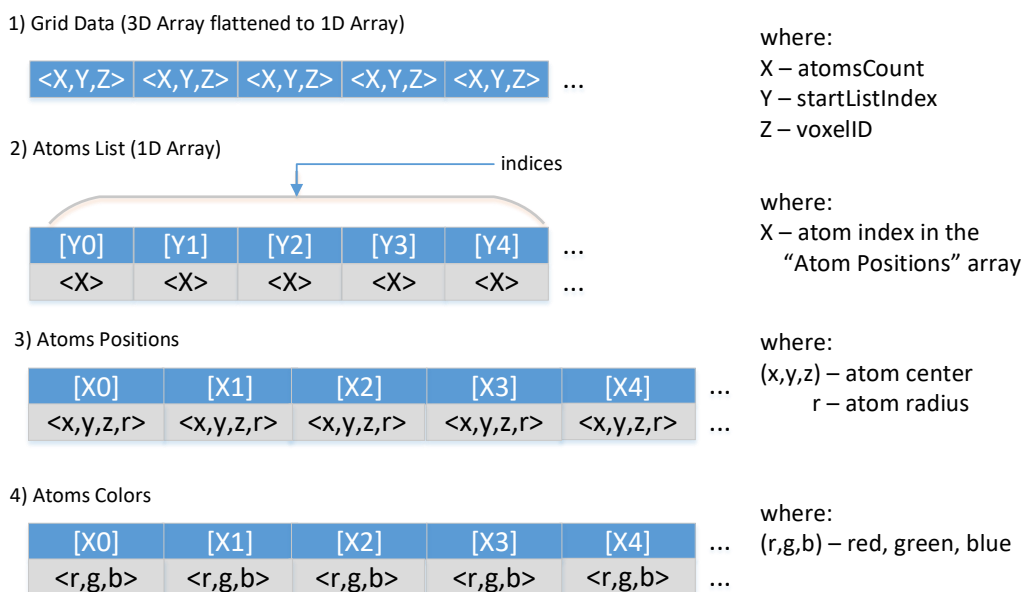 1) Grid Data (3D Array flattened to 1D Array)
<X,Y,Z> <X,Y,Z> <X,Y,Z> <X,Y,Z> <X,Y,Z> ...
where:
X – atomsCount
Y – startListIndex
Z – voxelID
2) Atoms List (1D Array)
indices
[Y0] [Y1] [Y2] [Y3] [Y4] ...
<X> <X> <X> <X> <X> ...
where:
X – atom index in the
“Atom Positions” array
3) Atoms Positions
[X0] [X1] [X2] [X3] [X4] ...
<x,y,z,r> <x,y,z,r> <x,y,z,r> <x,y,z,r> <x,y,z,r> ...
where:
(x,y,z) – atom center
r – atom radius
4) Atoms Colors
[X0] [X1] [X2] [X3] [X4] ...
<r,g,b> <r,g,b> <r,g,b> <r,g,b> <r,g,b> ...
where:
(r,g,b) – red, green, blue